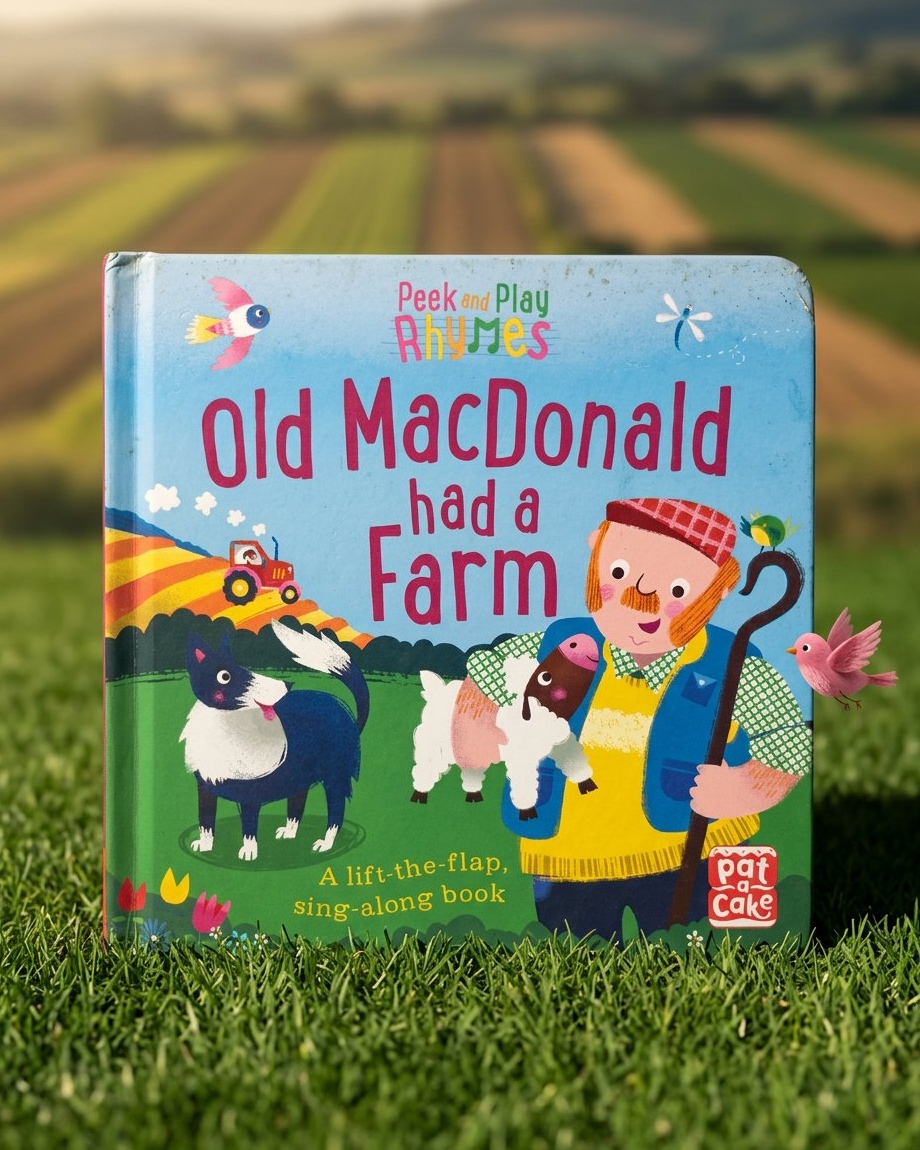 Peek and Play
Rhymes
Old MacDonald
had a
Farm
A lift-the-flap,
sing-along book
pat
a
cake